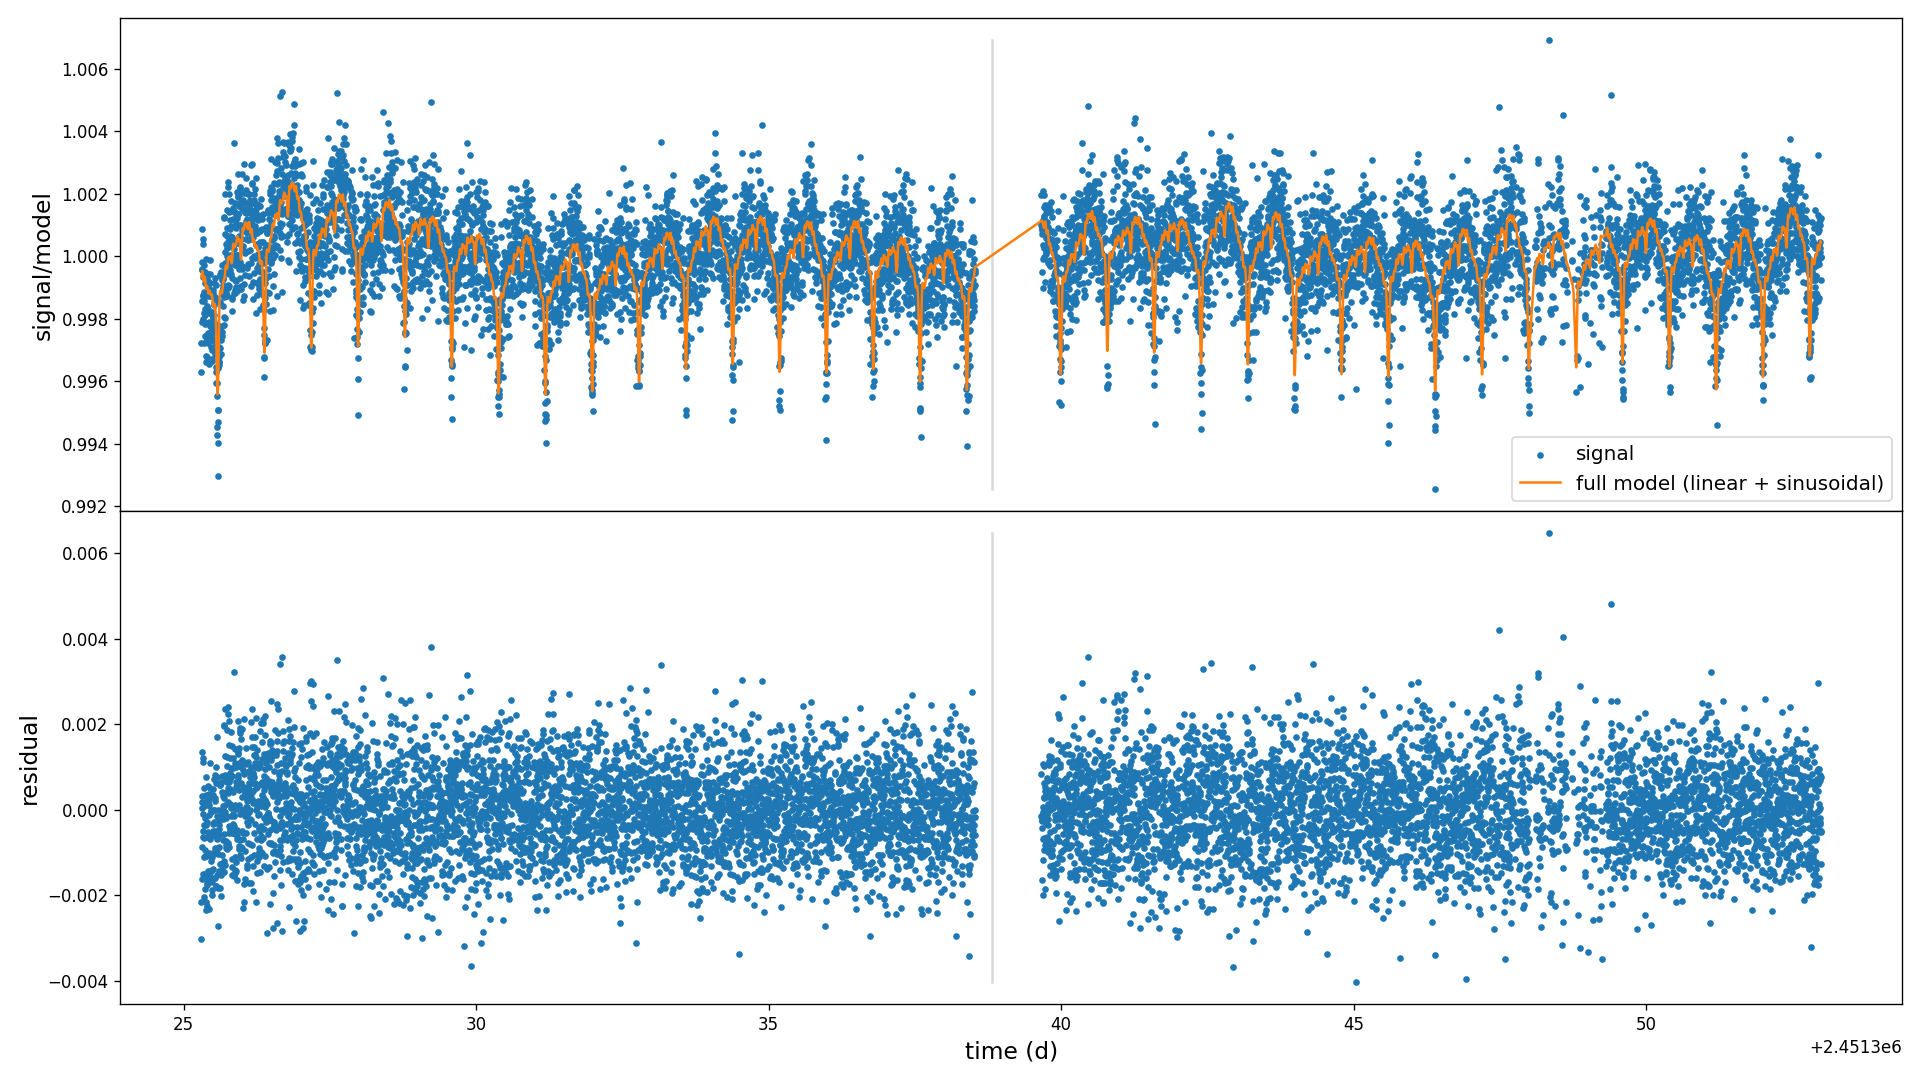 signal/model
1.006
1.004
1.002
1.000
0.998
0.996
0.994
0.992
signal
full model (linear + sinusoidal)
residual
0.006
0.004
0.002
0.000
−0.002
−0.004
25 30 35 40 45 50
time (d)
+2.4513e6